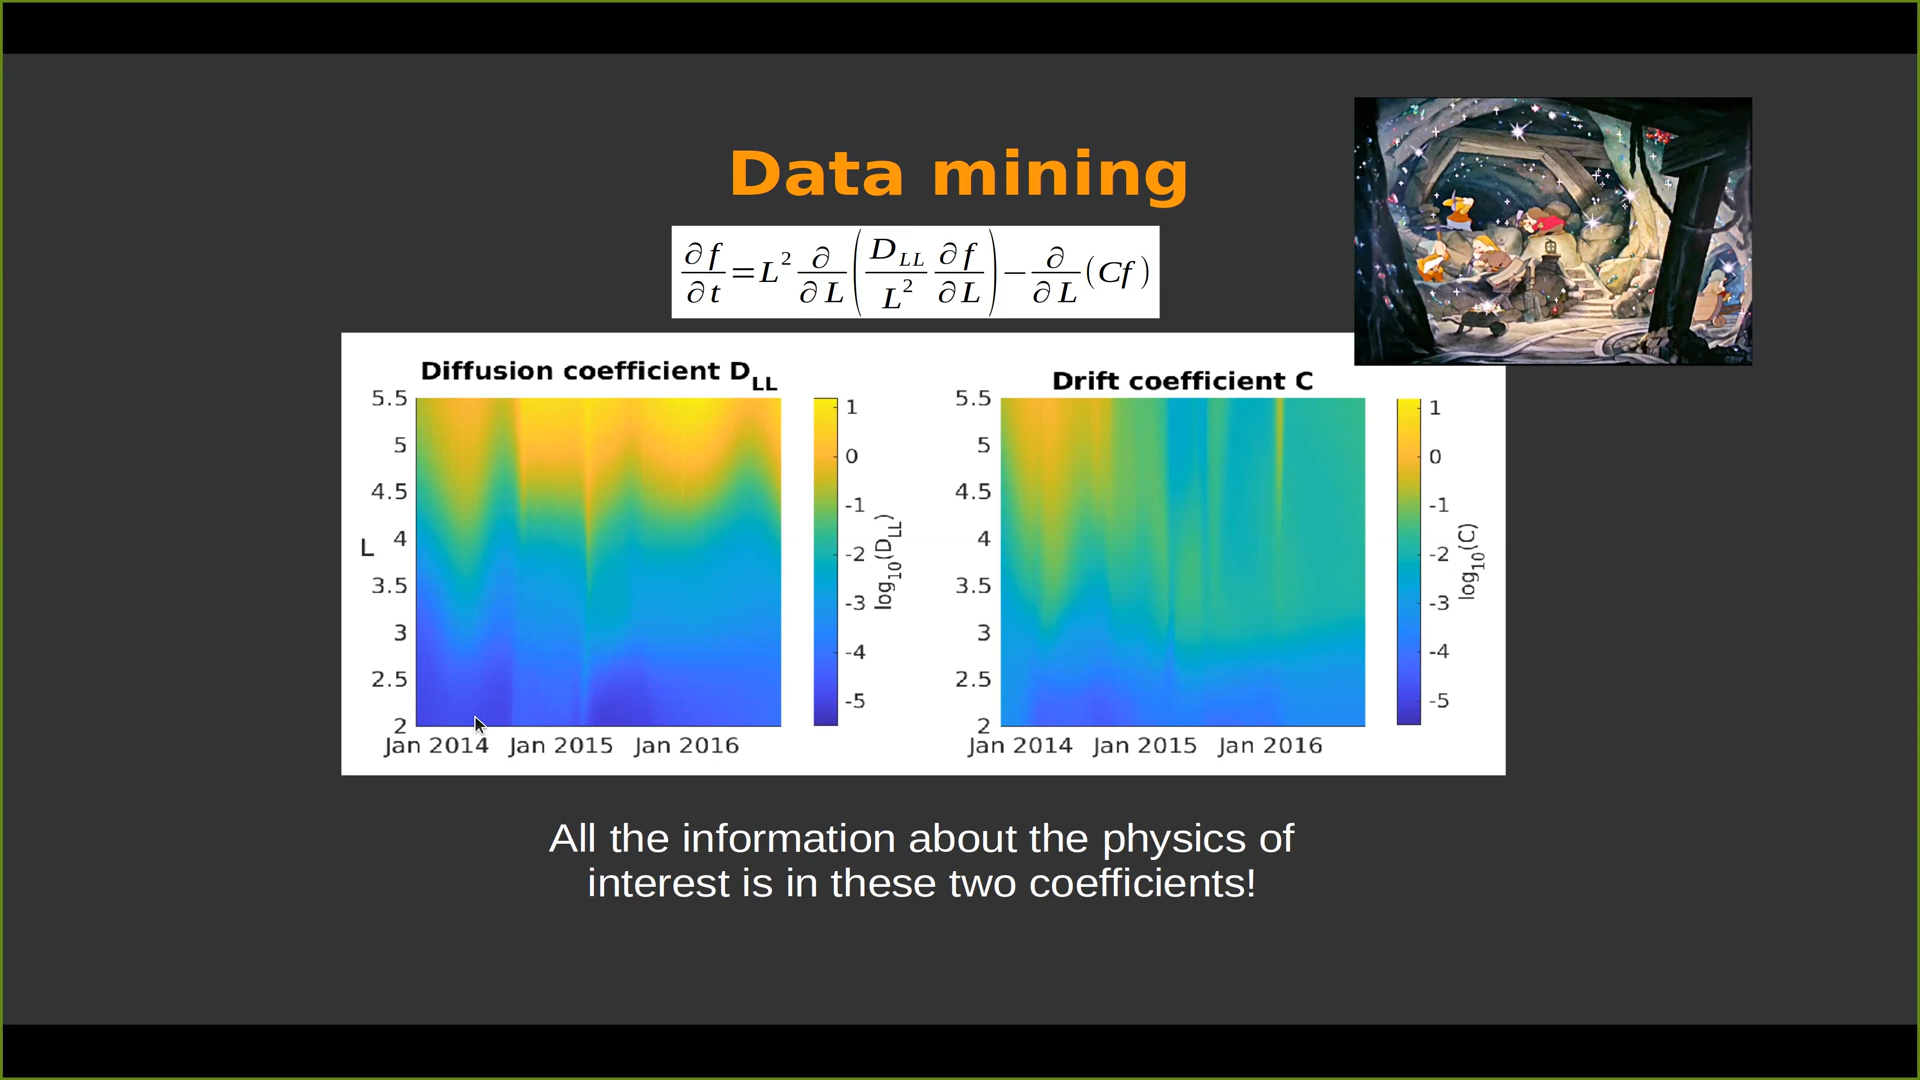 Data mining
∂f/∂t = L² ∂/∂L (D_LL/L² ∂f/∂L) − ∂/∂L (Cf)
Diffusion coefficient D_LL
5.5
5
4.5
4
3.5
3
2.5
2
L
Jan 2014 Jan 2015 Jan 2016
1
0
-1
-2
-3
-4
-5
log₁₀(D_LL)
Drift coefficient C
5.5
5
4.5
4
3.5
3
2.5
2
Jan 2014 Jan 2015 Jan 2016
1
0
-1
-2
-3
-4
-5
log₁₀(C)
All the information about the physics of
interest is in these two coefficients!